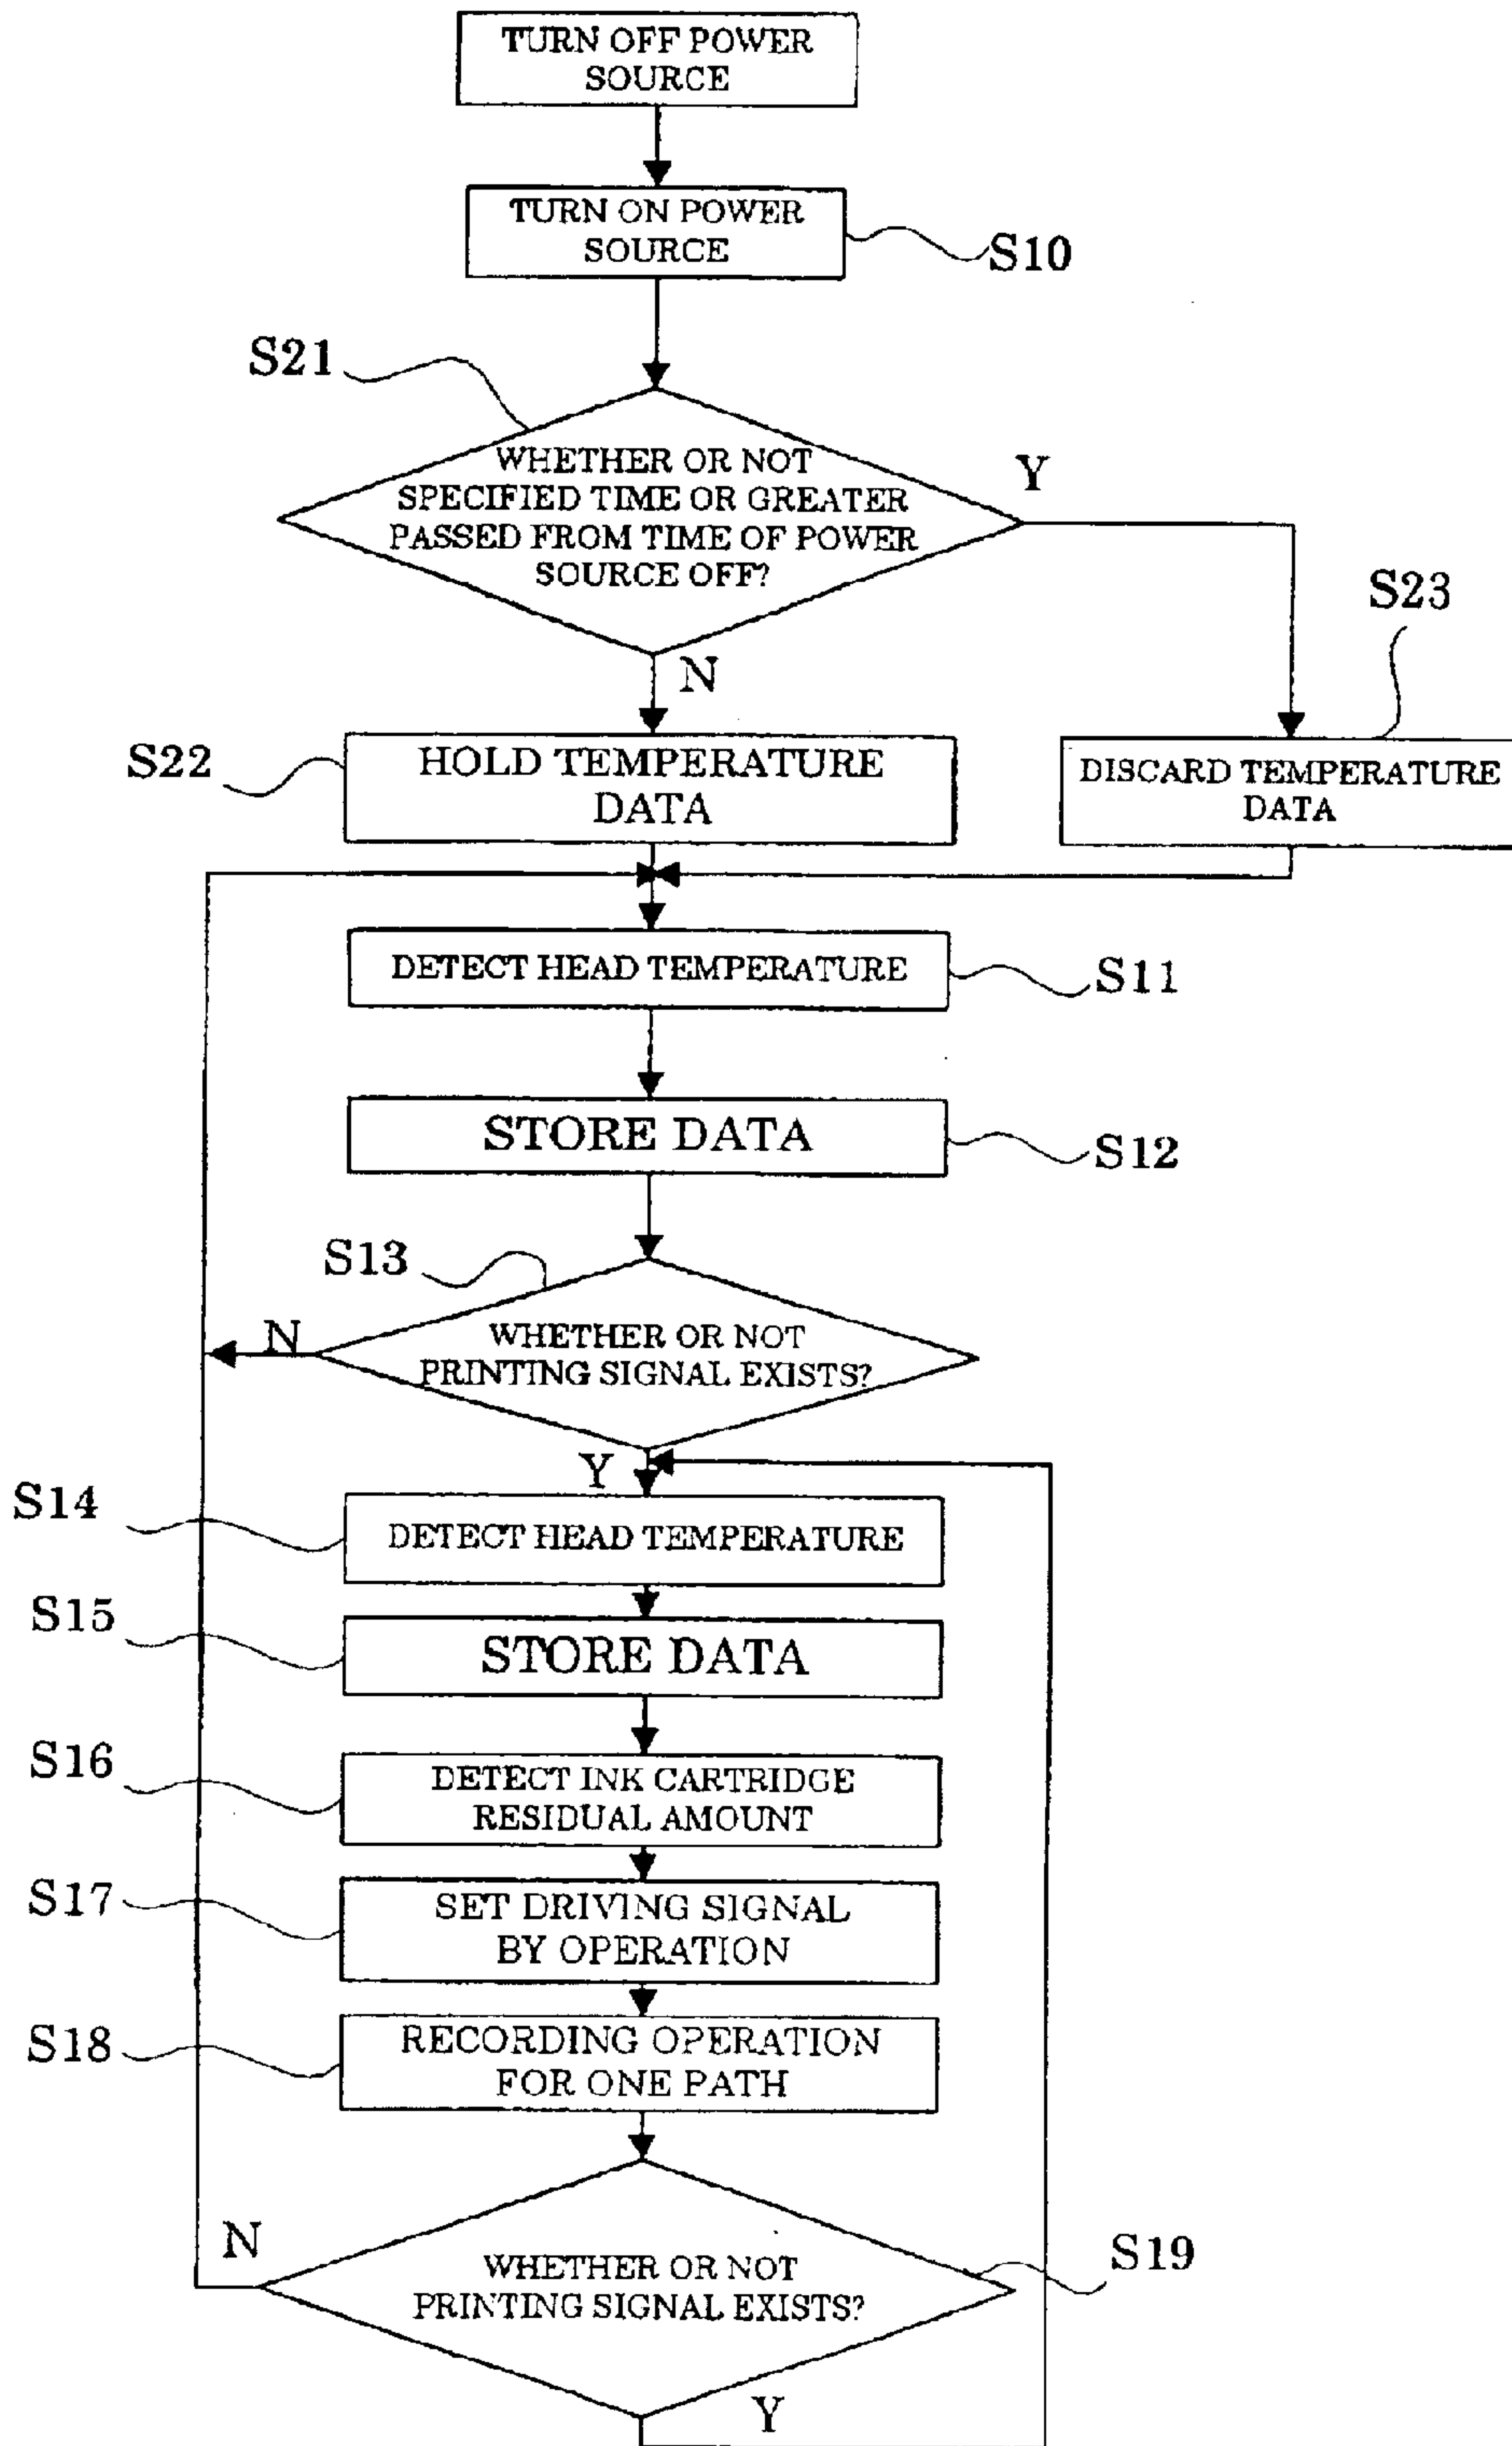 TURN OFF POWER
SOURCE
TURN ON POWER
SOURCE
S10
S21
WHETHER OR NOT
SPECIFIED TIME OR GREATER
PASSED FROM TIME OF POWER
SOURCE OFF?
Y
N
S23
S22
HOLD TEMPERATURE
DATA
DISCARD TEMPERATURE
DATA
DETECT HEAD TEMPERATURE
S11
STORE DATA
S12
S13
N
WHETHER OR NOT
PRINTING SIGNAL EXISTS?
Y
S14
DETECT HEAD TEMPERATURE
S15
STORE DATA
S16
DETECT INK CARTRIDGE
RESIDUAL AMOUNT
S17
SET DRIVING SIGNAL
BY OPERATION
S18
RECORDING OPERATION
FOR ONE PATH
N
WHETHER OR NOT
PRINTING SIGNAL EXISTS?
S19
Y